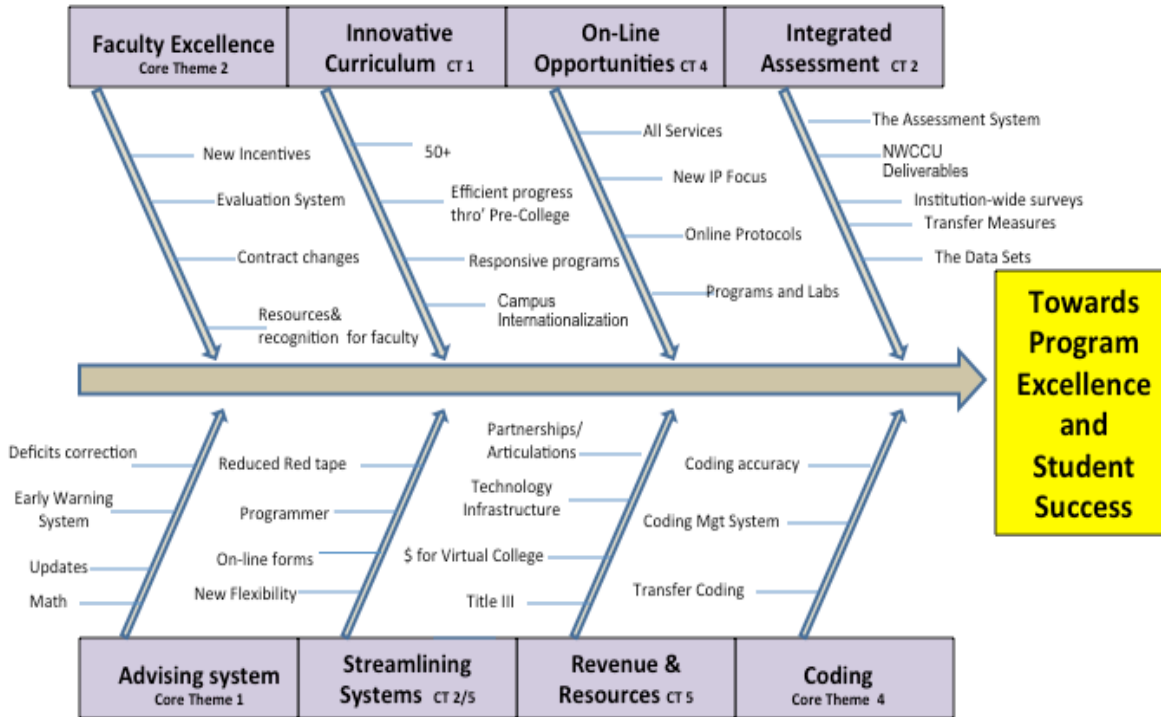 Faculty Excellence
Core Theme 2
Innovative
Curriculum CT 1
On-Line
Opportunities CT 4
Integrated
Assessment CT 2
New Incentives
Evaluation System
Contract changes
Resources&
recognition for faculty
50+
Efficient progress
thro' Pre-College
Responsive programs
Campus
Internationalization
All Services
New IP Focus
Online Protocols
Programs and Labs
The Assessment System
NWCCU
Deliverables
Institution-wide surveys
Transfer Measures
The Data Sets
Towards
Program
Excellence
and
Student
Success
Deficits correction
Early Warning
System
Updates
Math
Reduced Red tape
Programmer
On-line forms
New Flexibility
Partnerships/
Articulations
Technology
Infrastructure
$ for Virtual College
Title III
Coding accuracy
Coding Mgt System
Transfer Coding
Advising system
Core Theme 1
Streamlining
Systems CT 2/5
Revenue &
Resources CT 5
Coding
Core Theme 4